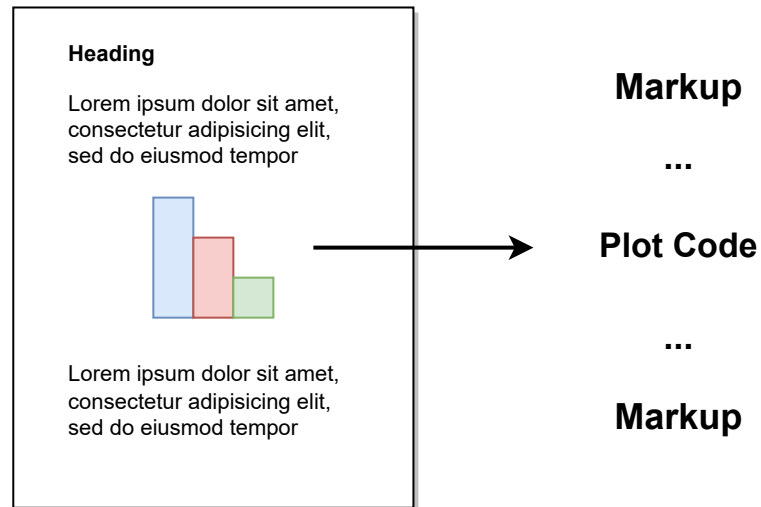 Heading
Lorem ipsum dolor sit amet,
consectetur adipisicing elit,
sed do eiusmod tempor
Lorem ipsum dolor sit amet,
consectetur adipisicing elit,
sed do eiusmod tempor
Markup
...
Plot Code
...
Markup